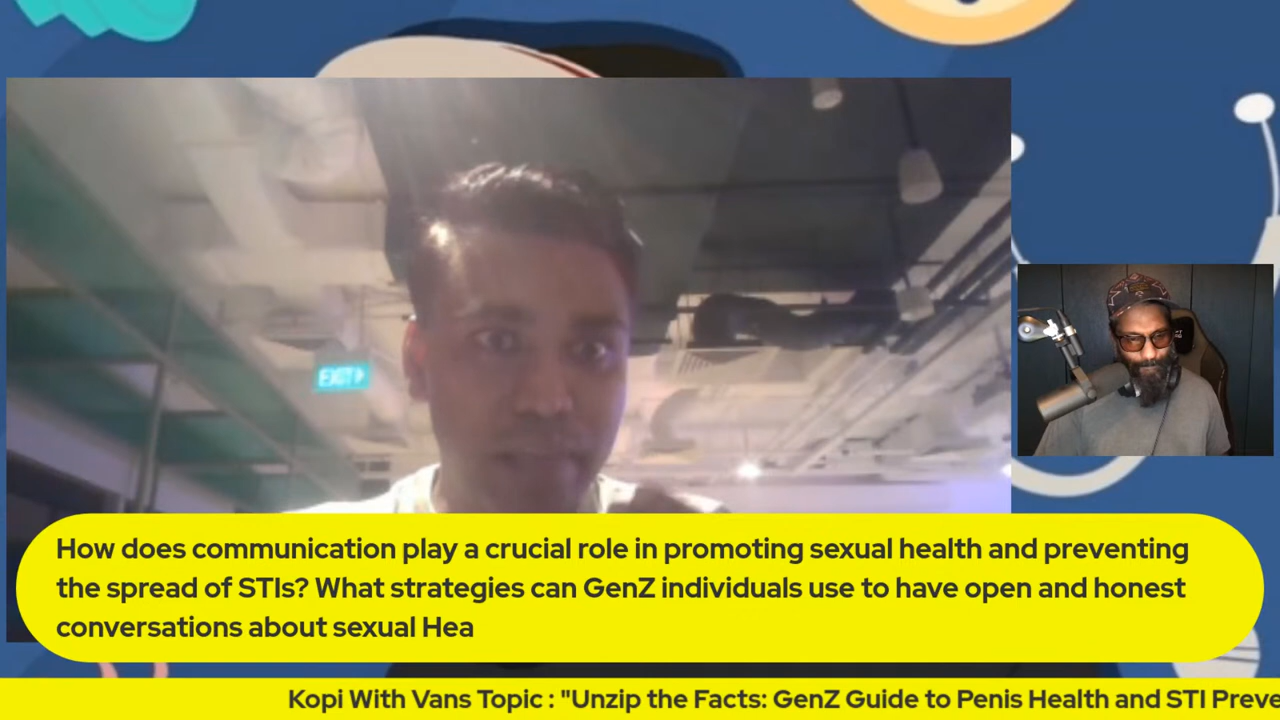 EXIT
How does communication play a crucial role in promoting sexual health and preventing
the spread of STIs? What strategies can GenZ individuals use to have open and honest
conversations about sexual Hea
Kopi With Vans Topic : "Unzip the Facts: GenZ Guide to Penis Health and STI Preve